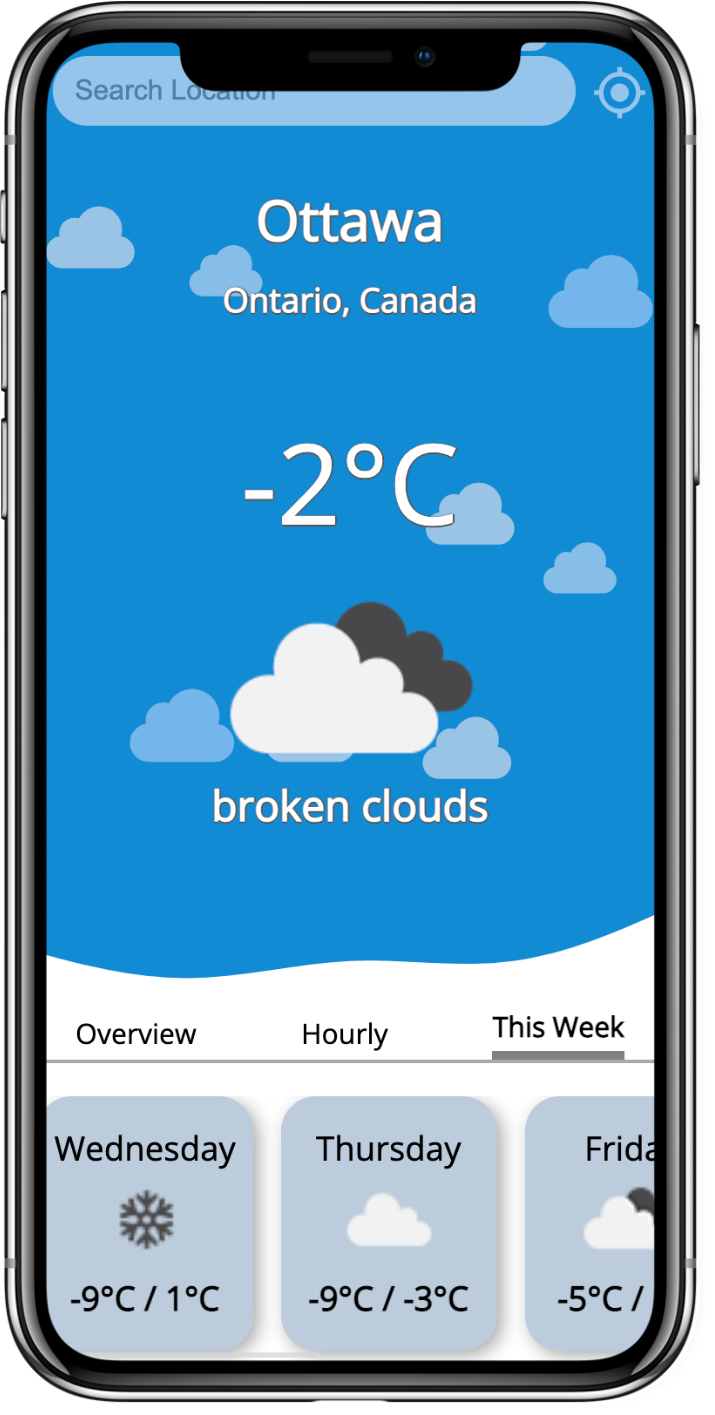 Search Location
Ottawa
Ontario, Canada
-2°C
broken clouds
Overview Hourly This Week
Wednesday Thursday Frida
-9°C / 1°C -9°C / -3°C -5°C /